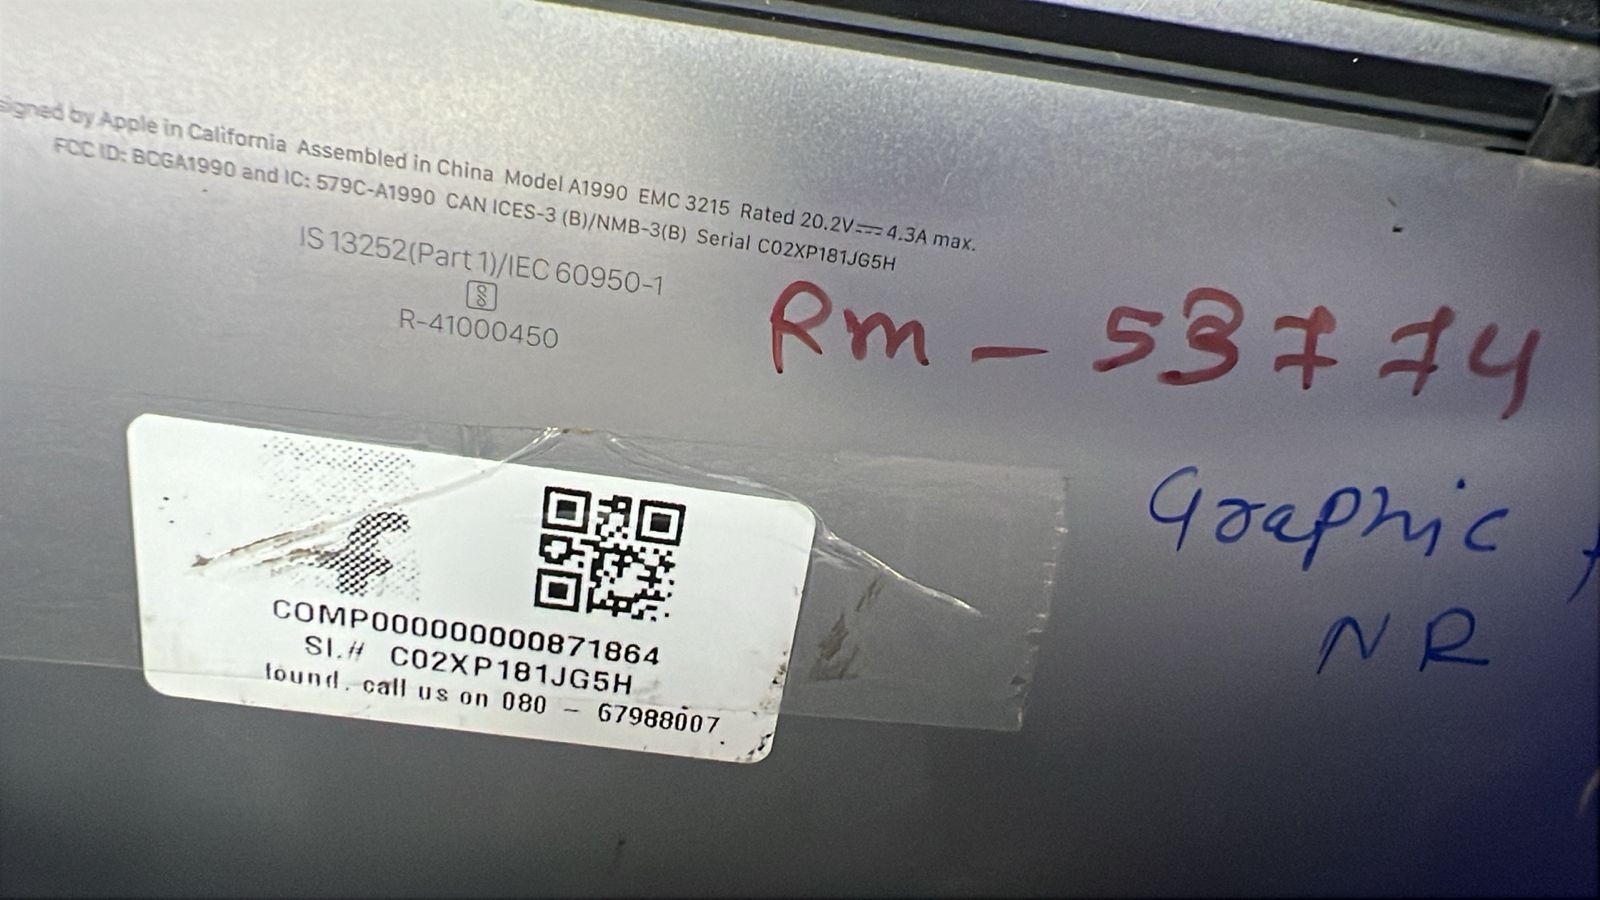 signed by Apple in California Assembled in China Model A1990 EMC 3215 Rated 20.2V⎓4.3A max.
FCC ID: BCGA1990 and IC: 579C-A1990 CAN ICES-3 (B)/NMB-3(B) Serial C02XP181JG5H
IS 13252(Part 1)/IEC 60950-1
R-41000450
Rm - 53774
Graphic
NR
COMP000000000871864
Sl.# C02XP181JG5H
found. call us on 080 - 67988007